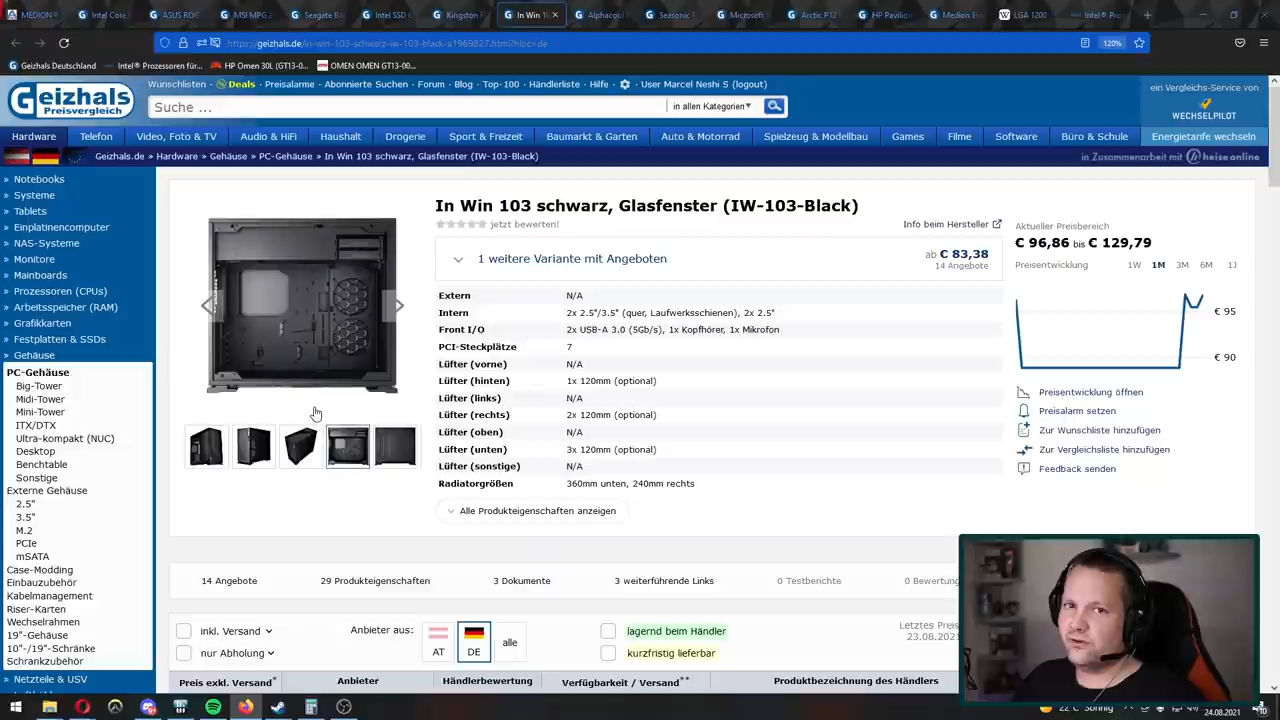 MEDION®
Intel Core
ASUS ROG
MSI MPG
Seagate Ba
Intel SSD
Kingston F
In Win 1
Alphacool
Seasonic
Microsoft
Arctic P12
HP Pavilion
Medion E
LGA 1200
Intel® Pro
https://geizhals.de/in-win-103-schwarz-iw-103-black-a1969827.html?hloc=de
120%
Geizhals Deutschland
Intel® Prozessoren für...
HP Omen 30L (GT13-0...
OMEN OMEN GT13-00...
Wunschlisten · Deals · Preisalarme · Abonnierte Suchen · Forum · Blog · Top-100 · Händlerliste · Hilfe · User Marcel Neshi S (logout)
Geizhals
Preisvergleich
Suche ...
in allen Kategorien
ein Vergleichs-Service von
WECHSELPILOT
Hardware
Telefon
Video, Foto & TV
Audio & HiFi
Haushalt
Drogerie
Sport & Freizeit
Baumarkt & Garten
Auto & Motorrad
Spielzeug & Modellbau
Games
Filme
Software
Büro & Schule
Energietarife wechseln
Geizhals.de » Hardware » Gehäuse » PC-Gehäuse » In Win 103 schwarz, Glasfenster (IW-103-Black)
in Zusammenarbeit mit heise online
» Notebooks
» Systeme
» Tablets
» Einplatinencomputer
» NAS-Systeme
» Monitore
» Mainboards
» Prozessoren (CPUs)
» Arbeitsspeicher (RAM)
» Grafikkarten
» Festplatten & SSDs
» Gehäuse
PC-Gehäuse
Big-Tower
Midi-Tower
Mini-Tower
ITX/DTX
Ultra-kompakt (NUC)
Desktop
Benchtable
Sonstige
Externe Gehäuse
2.5"
3.5"
M.2
PCIe
mSATA
Case-Modding
Einbauzubehör
Kabelmanagement
Riser-Karten
Wechselrahmen
19"-Gehäuse
10"-/19"-Schränke
Schrankzubehör
» Netzteile & USV
In Win 103 schwarz, Glasfenster (IW-103-Black)
jetzt bewerten!
Info beim Hersteller
1 weitere Variante mit Angeboten
ab € 83,38
14 Angebote
Extern N/A
Intern 2x 2.5"/3.5" (quer, Laufwerksschienen), 2x 2.5"
Front I/O 2x USB-A 3.0 (5Gb/s), 1x Kopfhörer, 1x Mikrofon
PCI-Steckplätze 7
Lüfter (vorne) N/A
Lüfter (hinten) 1x 120mm (optional)
Lüfter (links) N/A
Lüfter (rechts) 2x 120mm (optional)
Lüfter (oben) N/A
Lüfter (unten) 3x 120mm (optional)
Lüfter (sonstige) N/A
Radiatorgrößen 360mm unten, 240mm rechts
Alle Produkteigenschaften anzeigen
Aktueller Preisbereich
€ 96,86 bis € 129,79
Preisentwicklung 1W 1M 3M 6M 1J
€ 95
€ 90
Preisentwicklung öffnen
Preisalarm setzen
Zur Wunschliste hinzufügen
Zur Vergleichsliste hinzufügen
Feedback senden
14 Angebote
29 Produkteigenschaften
3 Dokumente
3 weiterführende Links
0 Testberichte
0 Bewertung
inkl. Versand
nur Abholung
Anbieter aus:
AT
DE
alle
lagernd beim Händler
kurzfristig lieferbar
Letztes Preis
23.08.2021
Preis exkl. Versand*
Anbieter
Händlerbewertung
Verfügbarkeit / Versand**
Produktbezeichnung des Händlers
22°C Sonnig
24.08.2021